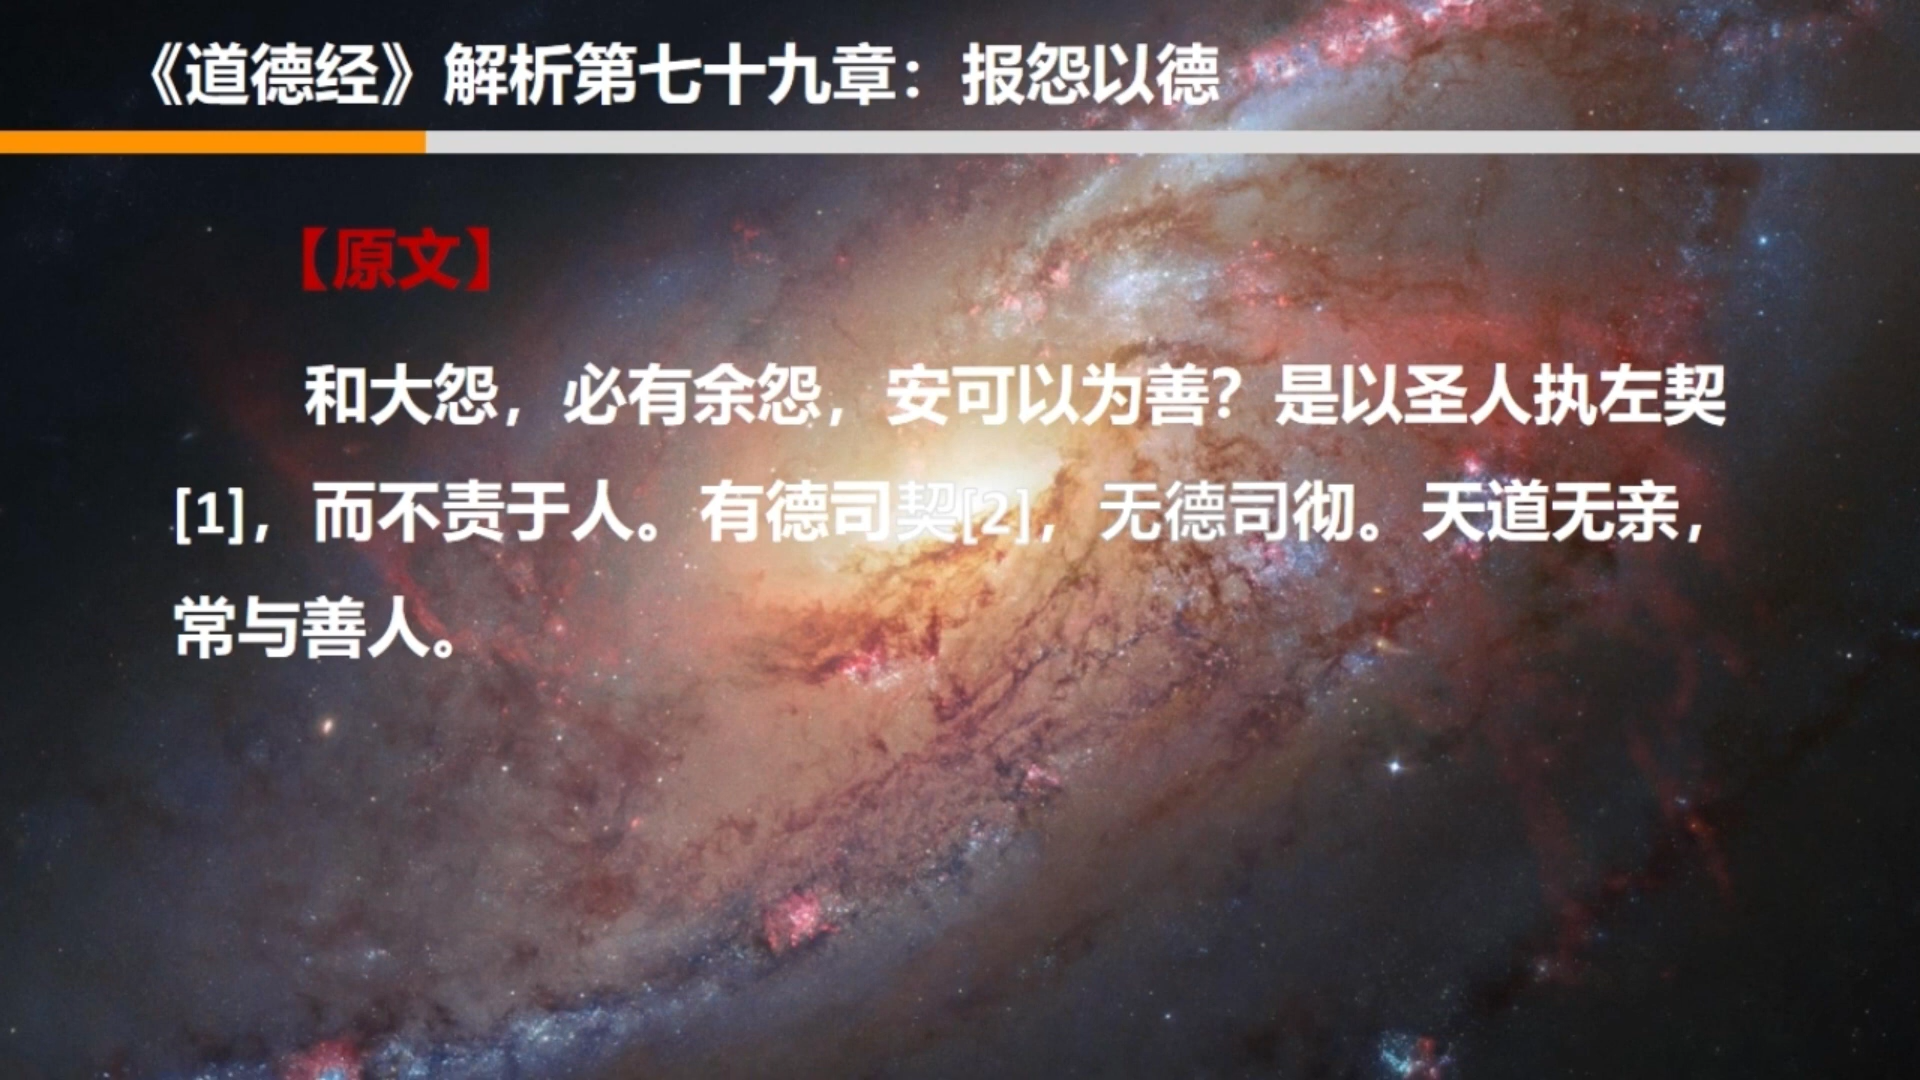 《道德经》解析第七十九章：报怨以德
【原文】
和大怨，必有余怨，安可以为善？是以圣人执左契
[1]，而不责于人。有德司契[2]，无德司彻。天道无亲，
常与善人。